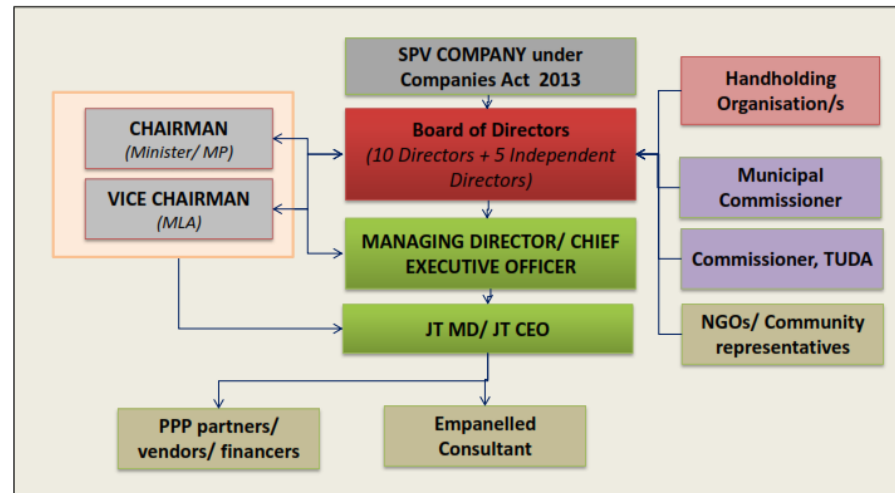 SPV COMPANY under
Companies Act 2013
Handholding
Organisation/s
CHAIRMAN
(Minister/ MP)
Board of Directors
(10 Directors + 5 Independent
Directors)
VICE CHAIRMAN
(MLA)
Municipal
Commissioner
MANAGING DIRECTOR/ CHIEF
EXECUTIVE OFFICER
Commissioner, TUDA
JT MD/ JT CEO
NGOs/ Community
representatives
PPP partners/
vendors/ financers
Empanelled
Consultant